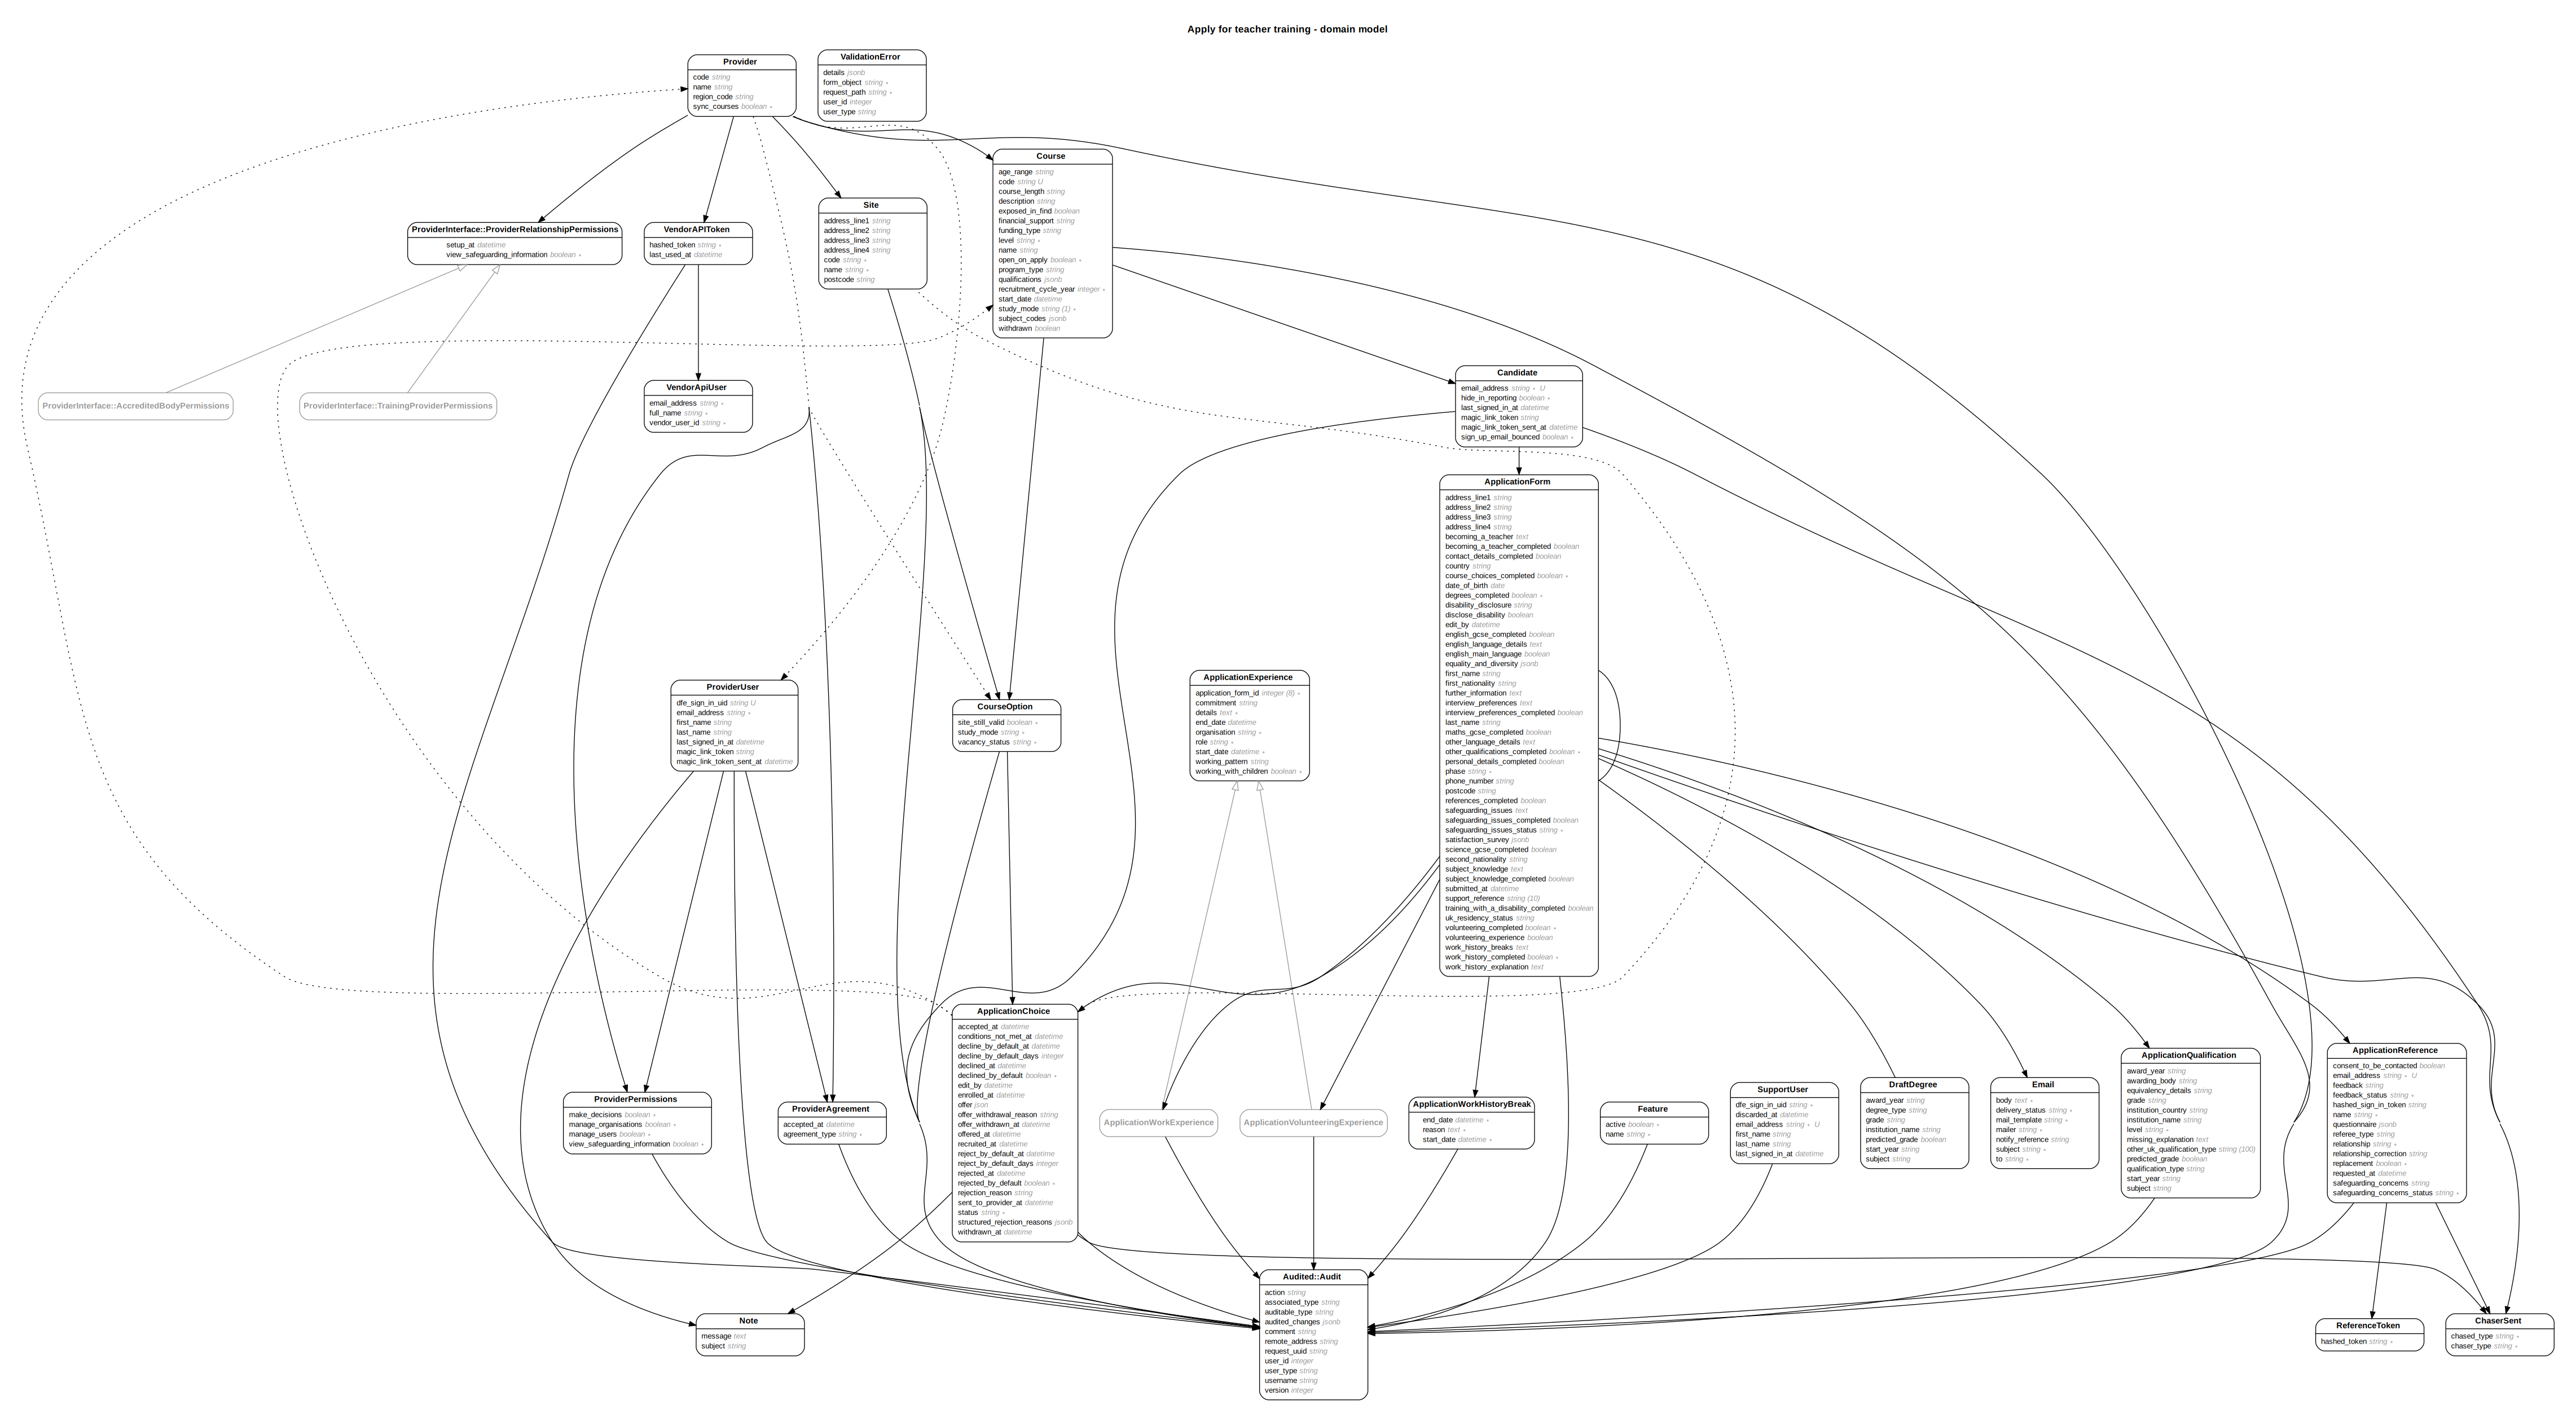 Apply for teacher training - domain model
Provider
code string
name string
region_code string
sync_courses boolean *
ValidationError
details jsonb
form_object string *
request_path string *
user_id integer
user_type string
Course
age_range string
code string U
course_length string
description string
exposed_in_find boolean
financial_support string
funding_type string
level string *
name string
open_on_apply boolean *
program_type string
qualifications jsonb
recruitment_cycle_year integer *
start_date datetime
study_mode string (1) *
subject_codes jsonb
withdrawn boolean
Site
address_line1 string
address_line2 string
address_line3 string
address_line4 string
code string *
name string *
postcode string
ProviderInterface::ProviderRelationshipPermissions
setup_at datetime
view_safeguarding_information boolean *
VendorAPIToken
hashed_token string *
last_used_at datetime
ProviderInterface::AccreditedBodyPermissions
ProviderInterface::TrainingProviderPermissions
VendorApiUser
email_address string *
full_name string *
vendor_user_id string *
Candidate
email_address string * U
hide_in_reporting boolean *
last_signed_in_at datetime
magic_link_token string
magic_link_token_sent_at datetime
sign_up_email_bounced boolean *
ApplicationForm
address_line1 string
address_line2 string
address_line3 string
address_line4 string
becoming_a_teacher text
becoming_a_teacher_completed boolean
contact_details_completed boolean
country string
course_choices_completed boolean *
date_of_birth date
degrees_completed boolean *
disability_disclosure string
disclose_disability boolean
edit_by datetime
english_gcse_completed boolean
english_language_details text
english_main_language boolean
equality_and_diversity jsonb
first_name string
first_nationality string
further_information text
interview_preferences text
interview_preferences_completed boolean
last_name string
maths_gcse_completed boolean
other_language_details text
other_qualifications_completed boolean *
personal_details_completed boolean
phase string *
phone_number string
postcode string
references_completed boolean
safeguarding_issues text
safeguarding_issues_completed boolean
safeguarding_issues_status string *
satisfaction_survey jsonb
science_gcse_completed boolean
second_nationality string
subject_knowledge text
subject_knowledge_completed boolean
submitted_at datetime
support_reference string (10)
training_with_a_disability_completed boolean
uk_residency_status string
volunteering_completed boolean *
volunteering_experience boolean
work_history_breaks text
work_history_completed boolean *
work_history_explanation text
ProviderUser
dfe_sign_in_uid string U
email_address string *
first_name string
last_name string
last_signed_in_at datetime
magic_link_token string
magic_link_token_sent_at datetime
CourseOption
site_still_valid boolean *
study_mode string *
vacancy_status string *
ApplicationExperience
application_form_id integer (8) *
commitment string
details text *
end_date datetime
organisation string *
role string *
start_date datetime *
working_pattern string
working_with_children boolean *
ApplicationChoice
accepted_at datetime
conditions_not_met_at datetime
decline_by_default_at datetime
decline_by_default_days integer
declined_at datetime
declined_by_default boolean *
edit_by datetime
enrolled_at datetime
offer json
offer_withdrawal_reason string
offer_withdrawn_at datetime
offered_at datetime
recruited_at datetime
reject_by_default_at datetime
reject_by_default_days integer
rejected_at datetime
rejected_by_default boolean *
rejection_reason string
sent_to_provider_at datetime
status string *
structured_rejection_reasons jsonb
withdrawn_at datetime
ProviderPermissions
make_decisions boolean *
manage_organisations boolean *
manage_users boolean *
view_safeguarding_information boolean *
ProviderAgreement
accepted_at datetime
agreement_type string *
ApplicationWorkExperience
ApplicationVolunteeringExperience
ApplicationWorkHistoryBreak
end_date datetime *
reason text *
start_date datetime *
Feature
active boolean *
name string *
SupportUser
dfe_sign_in_uid string *
discarded_at datetime
email_address string * U
first_name string
last_name string
last_signed_in_at datetime
DraftDegree
award_year string
degree_type string
grade string
institution_name string
predicted_grade boolean
start_year string
subject string
Email
body text *
delivery_status string *
mail_template string *
mailer string *
notify_reference string
subject string *
to string *
ApplicationQualification
award_year string
awarding_body string
equivalency_details string
grade string
institution_country string
institution_name string
level string *
missing_explanation text
other_uk_qualification_type string (100)
predicted_grade boolean
qualification_type string
start_year string
subject string
ApplicationReference
consent_to_be_contacted boolean
email_address string * U
feedback string
feedback_status string *
hashed_sign_in_token string
name string *
questionnaire jsonb
referee_type string
relationship string *
relationship_correction string
replacement boolean *
requested_at datetime
safeguarding_concerns string
safeguarding_concerns_status string *
Audited::Audit
action string
associated_type string
auditable_type string
audited_changes jsonb
comment string
remote_address string
request_uuid string
user_id integer
user_type string
username string
version integer
Note
message text
subject string
ReferenceToken
hashed_token string *
ChaserSent
chased_type string *
chaser_type string *